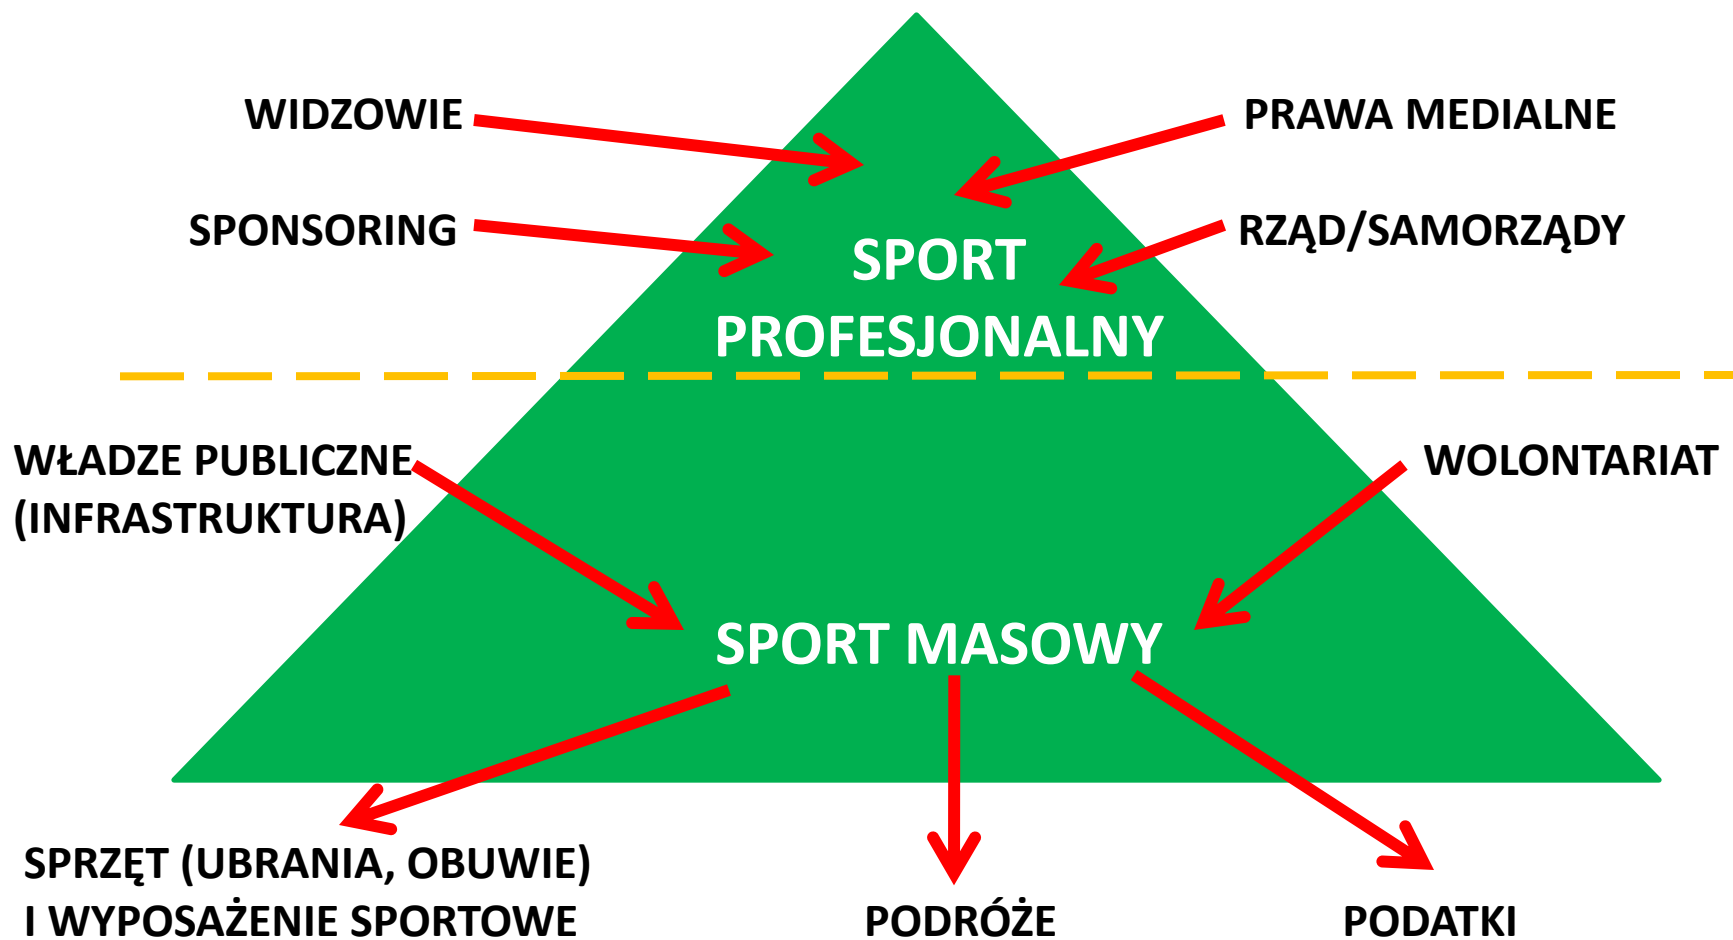 WIDZOWIE
PRAWA MEDIALNE
SPONSORING
RZĄD/SAMORZĄDY
SPORT
PROFESJONALNY
WŁADZE PUBLICZNE
(INFRASTRUKTURA)
WOLONTARIAT
SPORT MASOWY
SPRZĘT (UBRANIA, OBUWIE)
I WYPOSAŻENIE SPORTOWE
PODRÓŻE
PODATKI